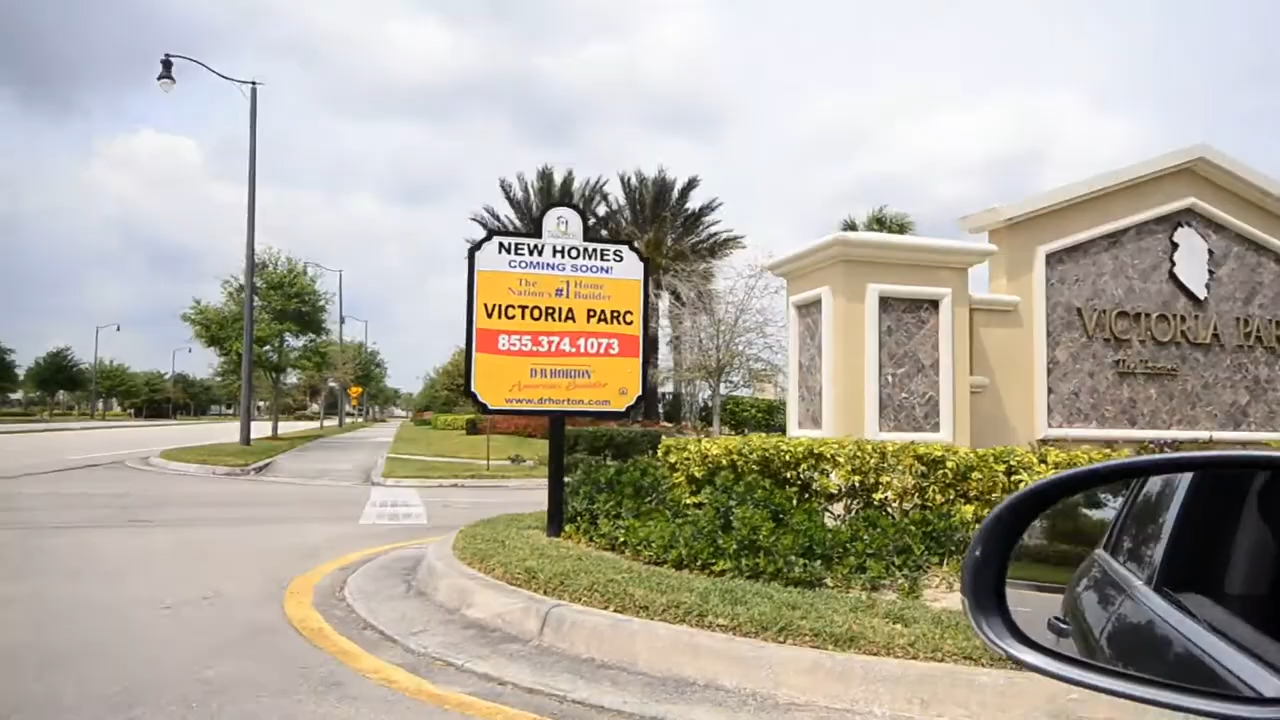 NEW HOMES
COMING SOON!
The Nation's #1 Home Builder
VICTORIA PARC
855.374.1073
D·R·HORTON
America's Builder
www.drhorton.com
VICTORIA PARC